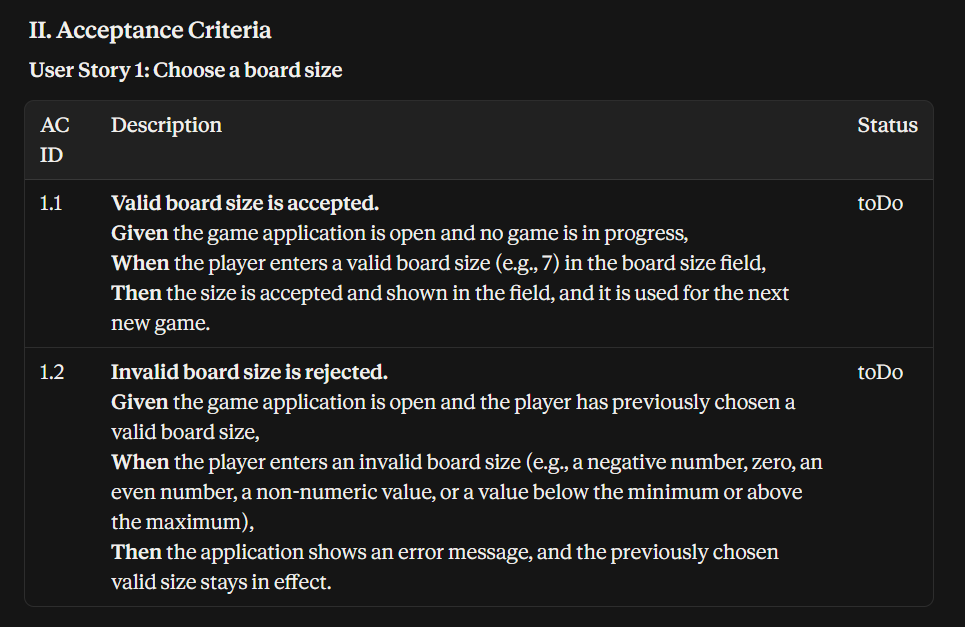 II. Acceptance Criteria
User Story 1: Choose a board size
AC ID
Description
Status
1.1
Valid board size is accepted.
Given the game application is open and no game is in progress,
When the player enters a valid board size (e.g., 7) in the board size field,
Then the size is accepted and shown in the field, and it is used for the next
new game.
toDo
1.2
Invalid board size is rejected.
Given the game application is open and the player has previously chosen a
valid board size,
When the player enters an invalid board size (e.g., a negative number, zero, an
even number, a non-numeric value, or a value below the minimum or above
the maximum),
Then the application shows an error message, and the previously chosen
valid size stays in effect.
toDo